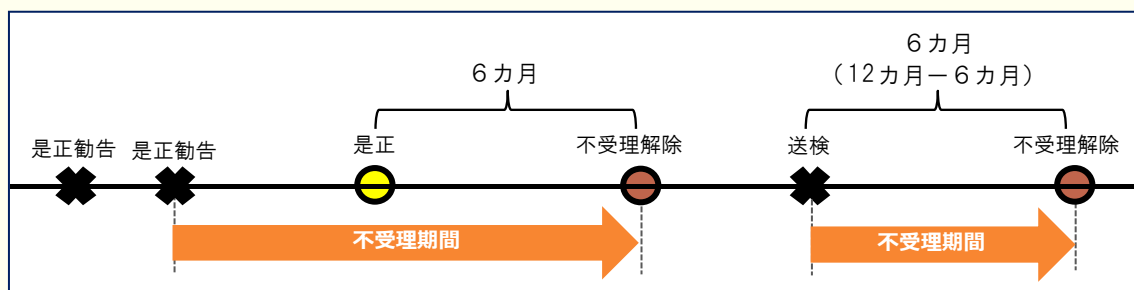 6カ月
6カ月
(12カ月-6カ月)
是正勧告
是正勧告
是正
不受理解除
送検
不受理解除
不受理期間
不受理期間